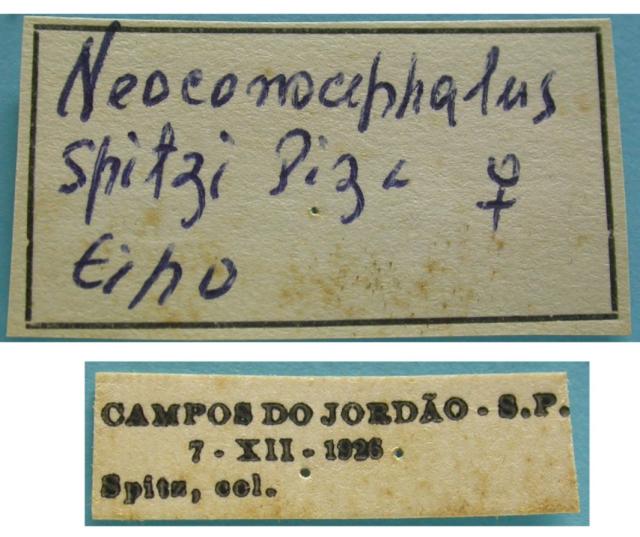 Neoconocephalus
Spitzi Piza ♀
tipo
CAMPOS DO JORDÃO - S.P.
7 - XII - 1926
Spitz, col.